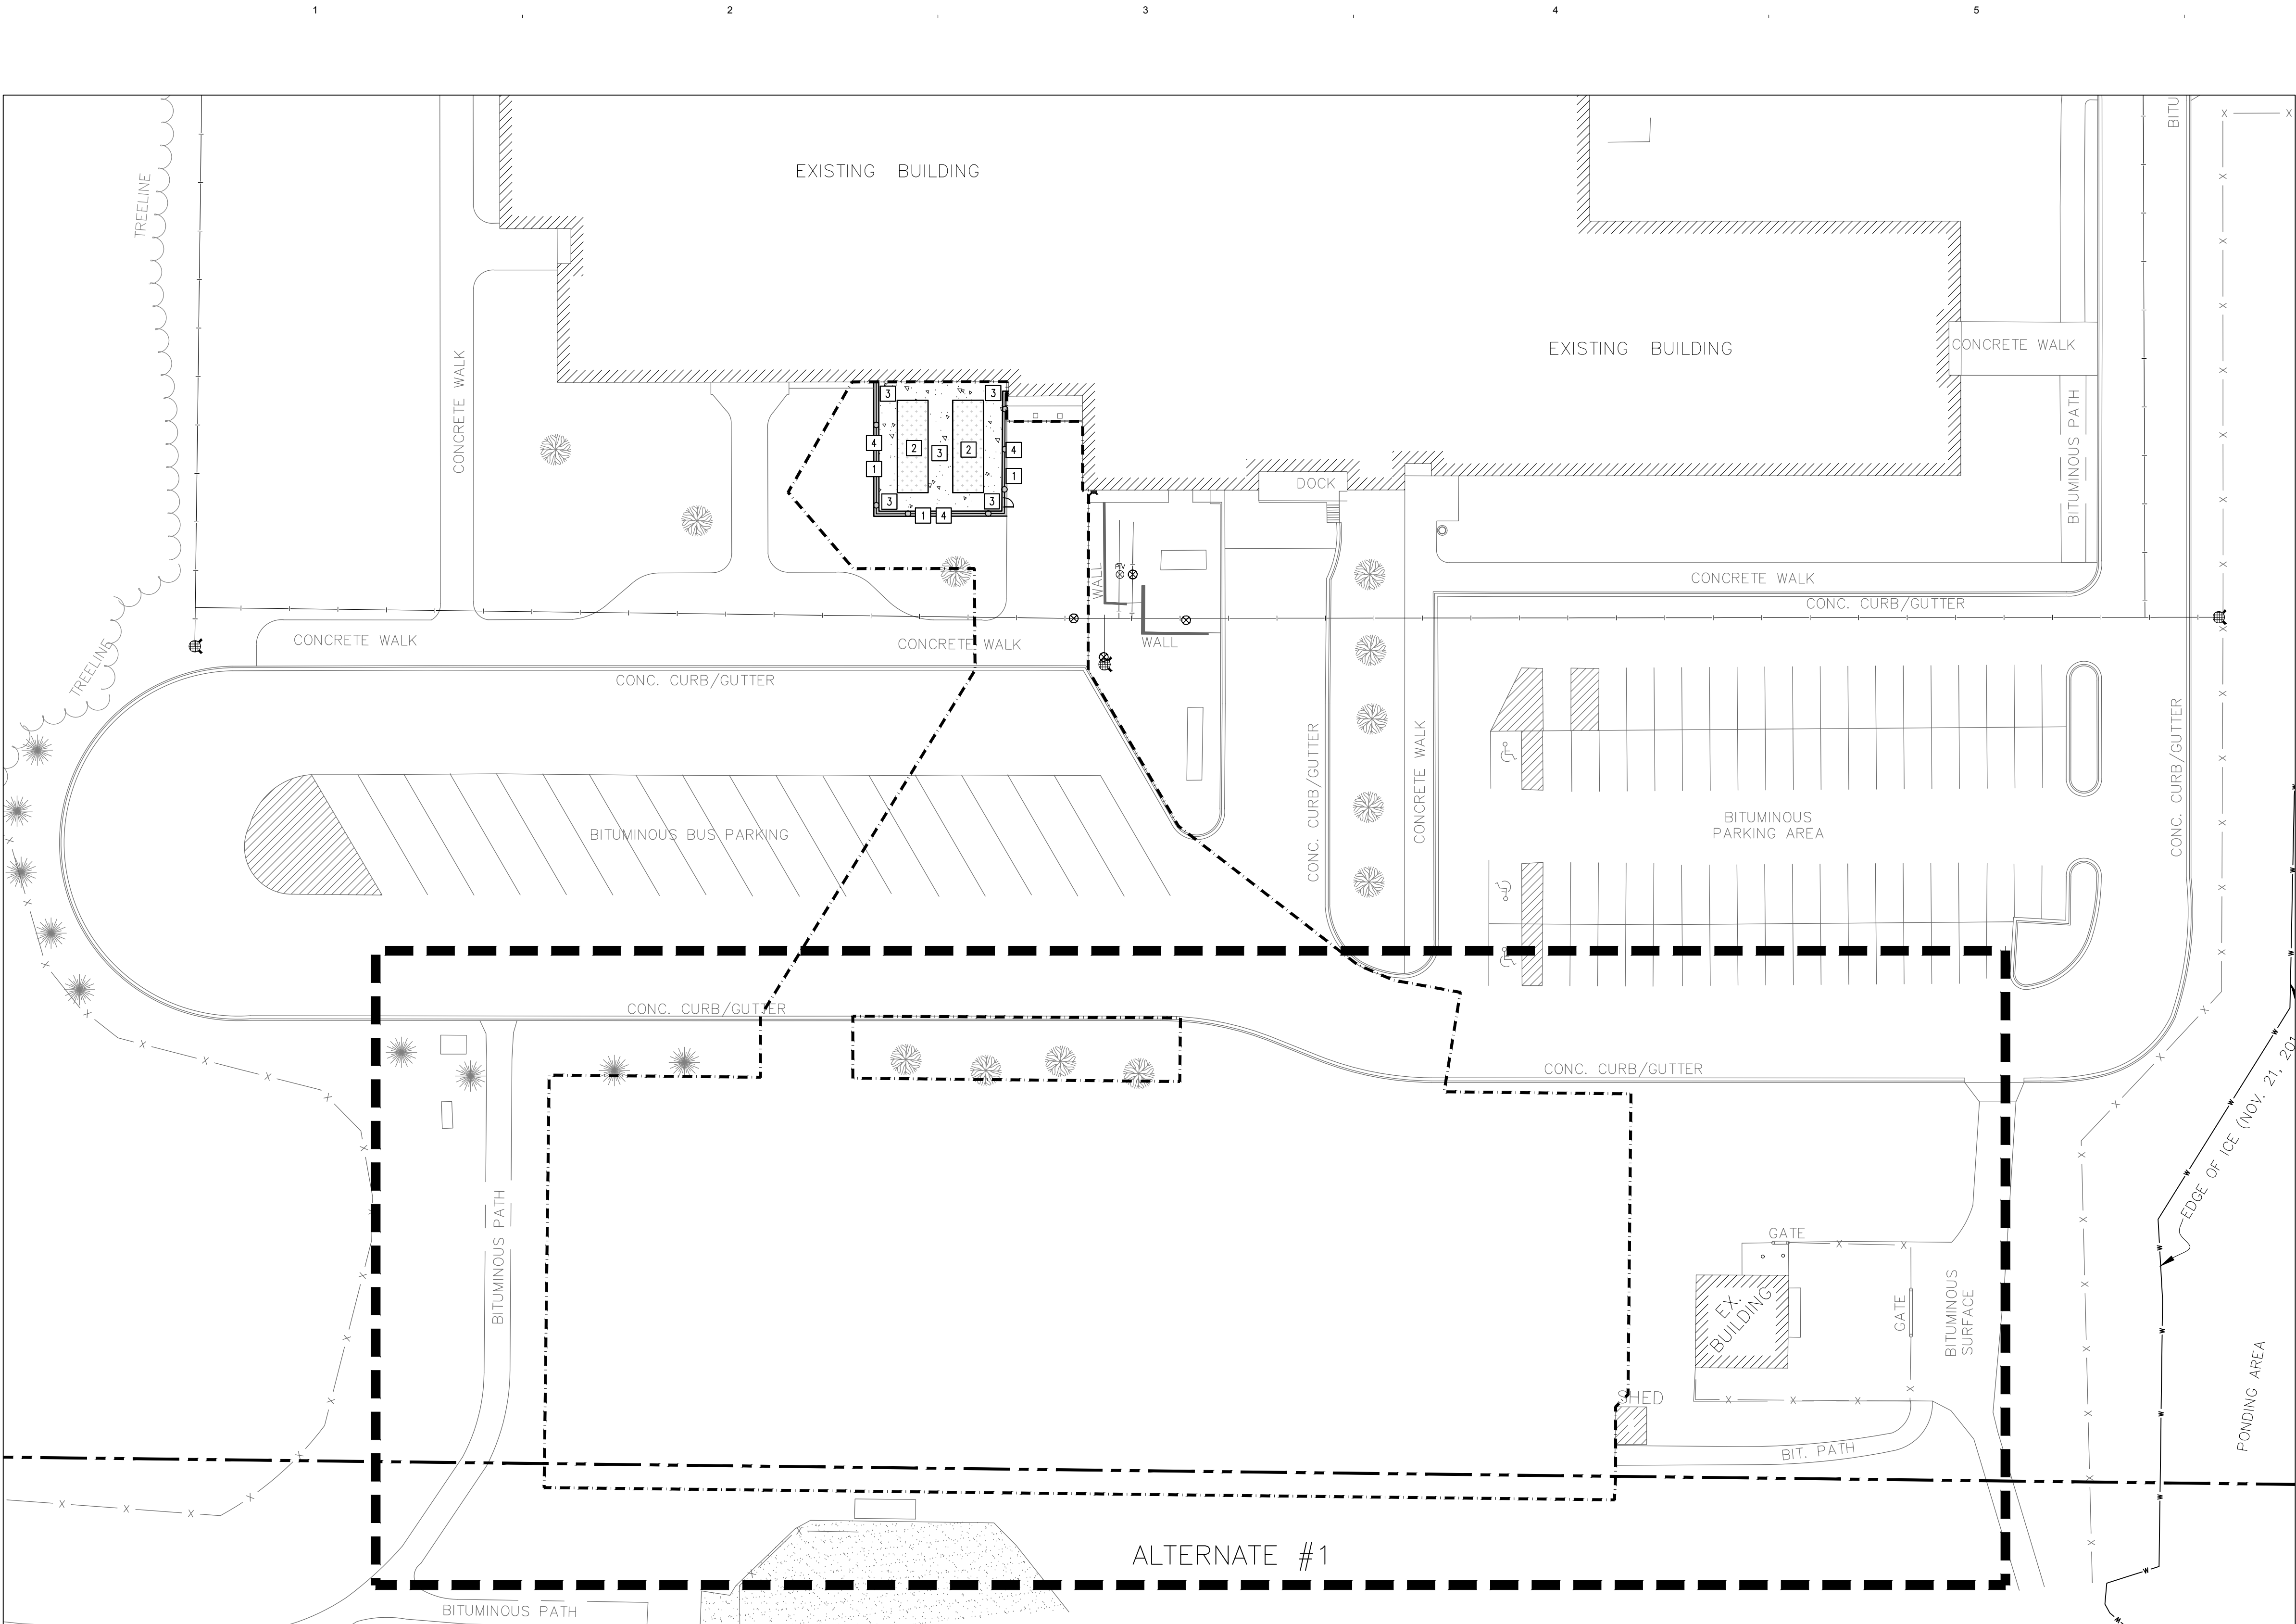 1 2 3 4 5
BITU
EXISTING BUILDING
TREELINE
EXISTING BUILDING
CONCRETE WALK
CONCRETE WALK
3 3
BITUMINOUS PATH
4 2 3 2 4
1 1
3 3
1 4
DOCK
WALL
PIV
CONCRETE WALK
CONC. CURB/GUTTER
CONCRETE WALK
CONCRETE WALK
WALL
TREELINE
CONC. CURB/GUTTER
CONC. CURB/GUTTER
CONCRETE WALK
CONC. CURB/GUTTER
BITUMINOUS BUS PARKING
BITUMINOUS
PARKING AREA
CONC. CURB/GUTTER
CONC. CURB/GUTTER
EDGE OF ICE (NOV. 21, 201
BITUMINOUS PATH
GATE
EX.
BUILDING
GATE
BITUMINOUS
SURFACE
PONDING AREA
SHED
BIT. PATH
ALTERNATE #1
BITUMINOUS PATH